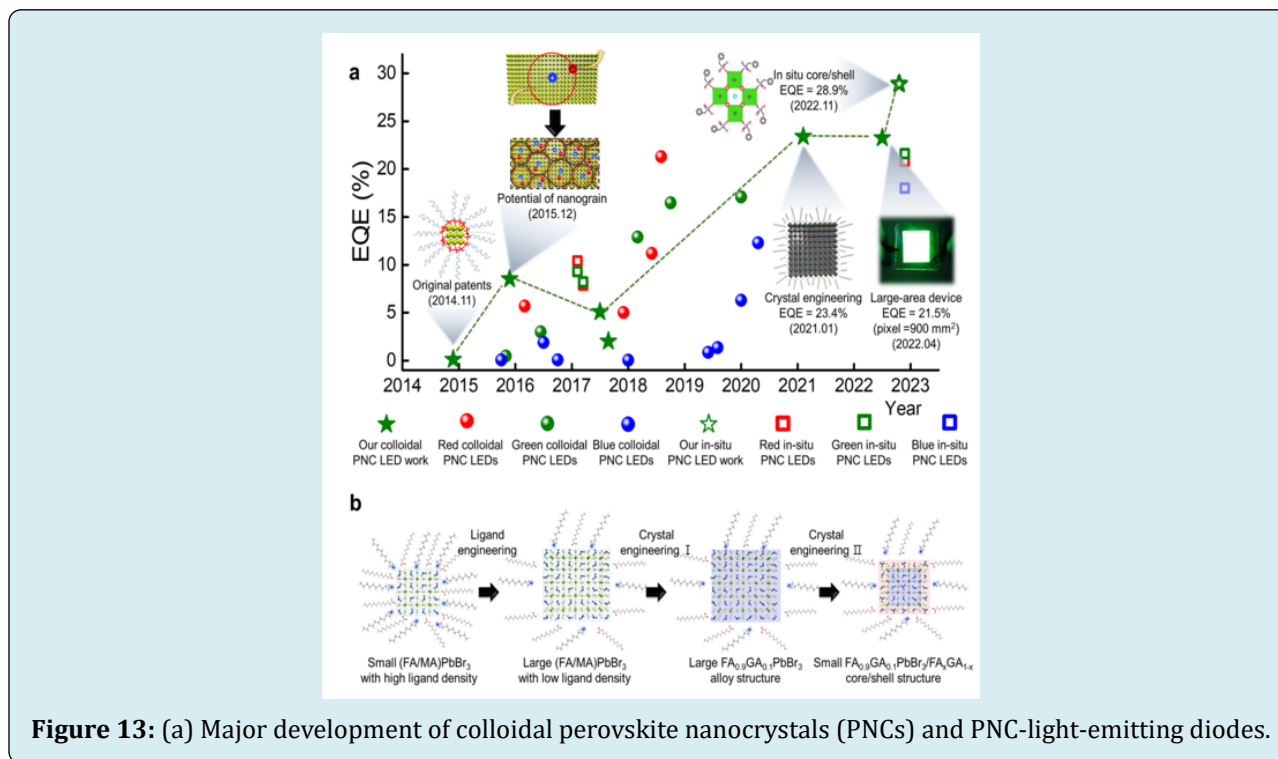 a
EQE (%)
30
25
20
15
10
5
0
Original patents
(2014.11)
Potential of nanograin
(2015.12)
In situ core/shell
EQE = 28.9%
(2022.11)
Crystal engineering
EQE = 23.4%
(2021.01)
Large-area device
EQE = 21.5%
(pixel =900 mm²)
(2022.04)
2014 2015 2016 2017 2018 2019 2020 2021 2022 2023
Year
Our colloidal PNC LED work
Red colloidal PNC LEDs
Green colloidal PNC LEDs
Blue colloidal PNC LEDs
Our in-situ PNC LED work
Red in-situ PNC LEDs
Green in-situ PNC LEDs
Blue in-situ PNC LEDs
b
Ligand
engineering
Crystal
engineering Ⅰ
Crystal
engineering Ⅱ
Small (FA/MA)PbBr₃
with high ligand density
Large (FA/MA)PbBr₃
with low ligand density
Large FA₀.₉GA₀.₁PbBr₃
alloy structure
Small FA₀.₉GA₀.₁PbBr₃/FAₓGA₁₋ₓ
core/shell structure
Figure 13: (a) Major development of colloidal perovskite nanocrystals (PNCs) and PNC-light-emitting diodes.